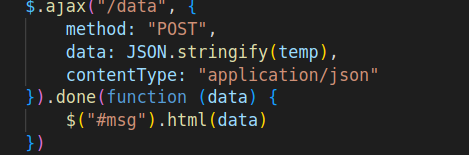 $.ajax("/data", {
    method: "POST",
    data: JSON.stringify(temp),
    contentType: "application/json"
}).done(function (data) {
    $("#msg").html(data)
})